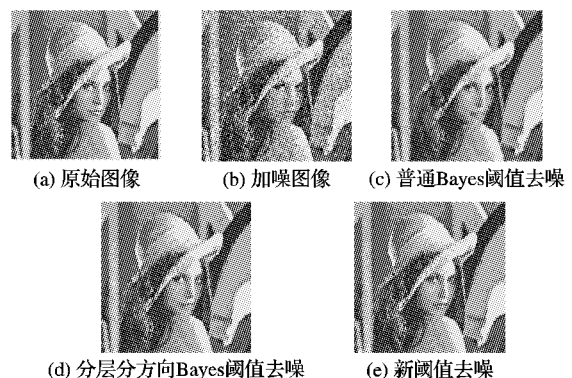 (a) 原始图像
(b) 加噪图像
(c) 普通Bayes阈值去噪
(d) 分层分方向Bayes阈值去噪
(e) 新阈值去噪